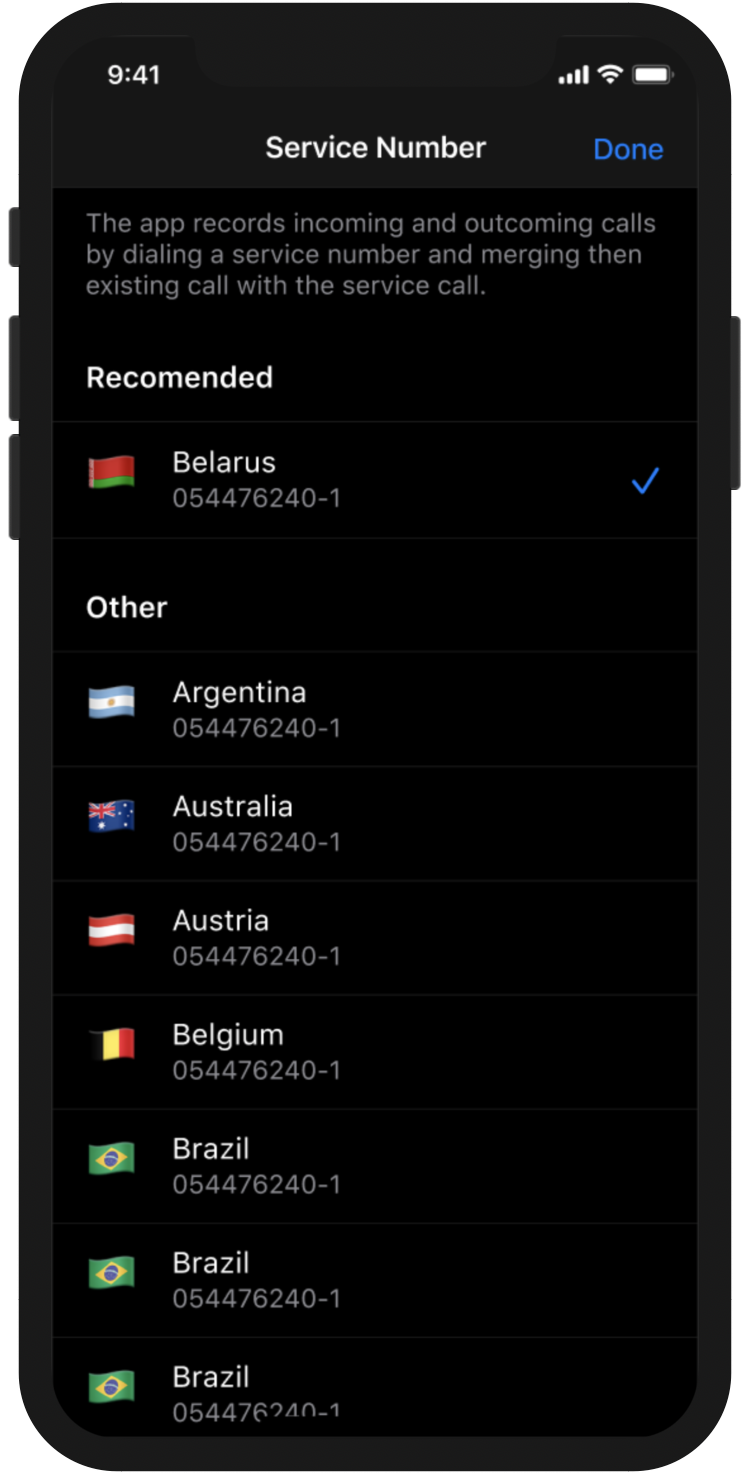 9:41
Service Number
Done
The app records incoming and outcoming calls
by dialing a service number and merging then
existing call with the service call.
Recomended
Belarus
054476240-1
Other
Argentina
054476240-1
Australia
054476240-1
Austria
054476240-1
Belgium
054476240-1
Brazil
054476240-1
Brazil
054476240-1
Brazil
054476240-1